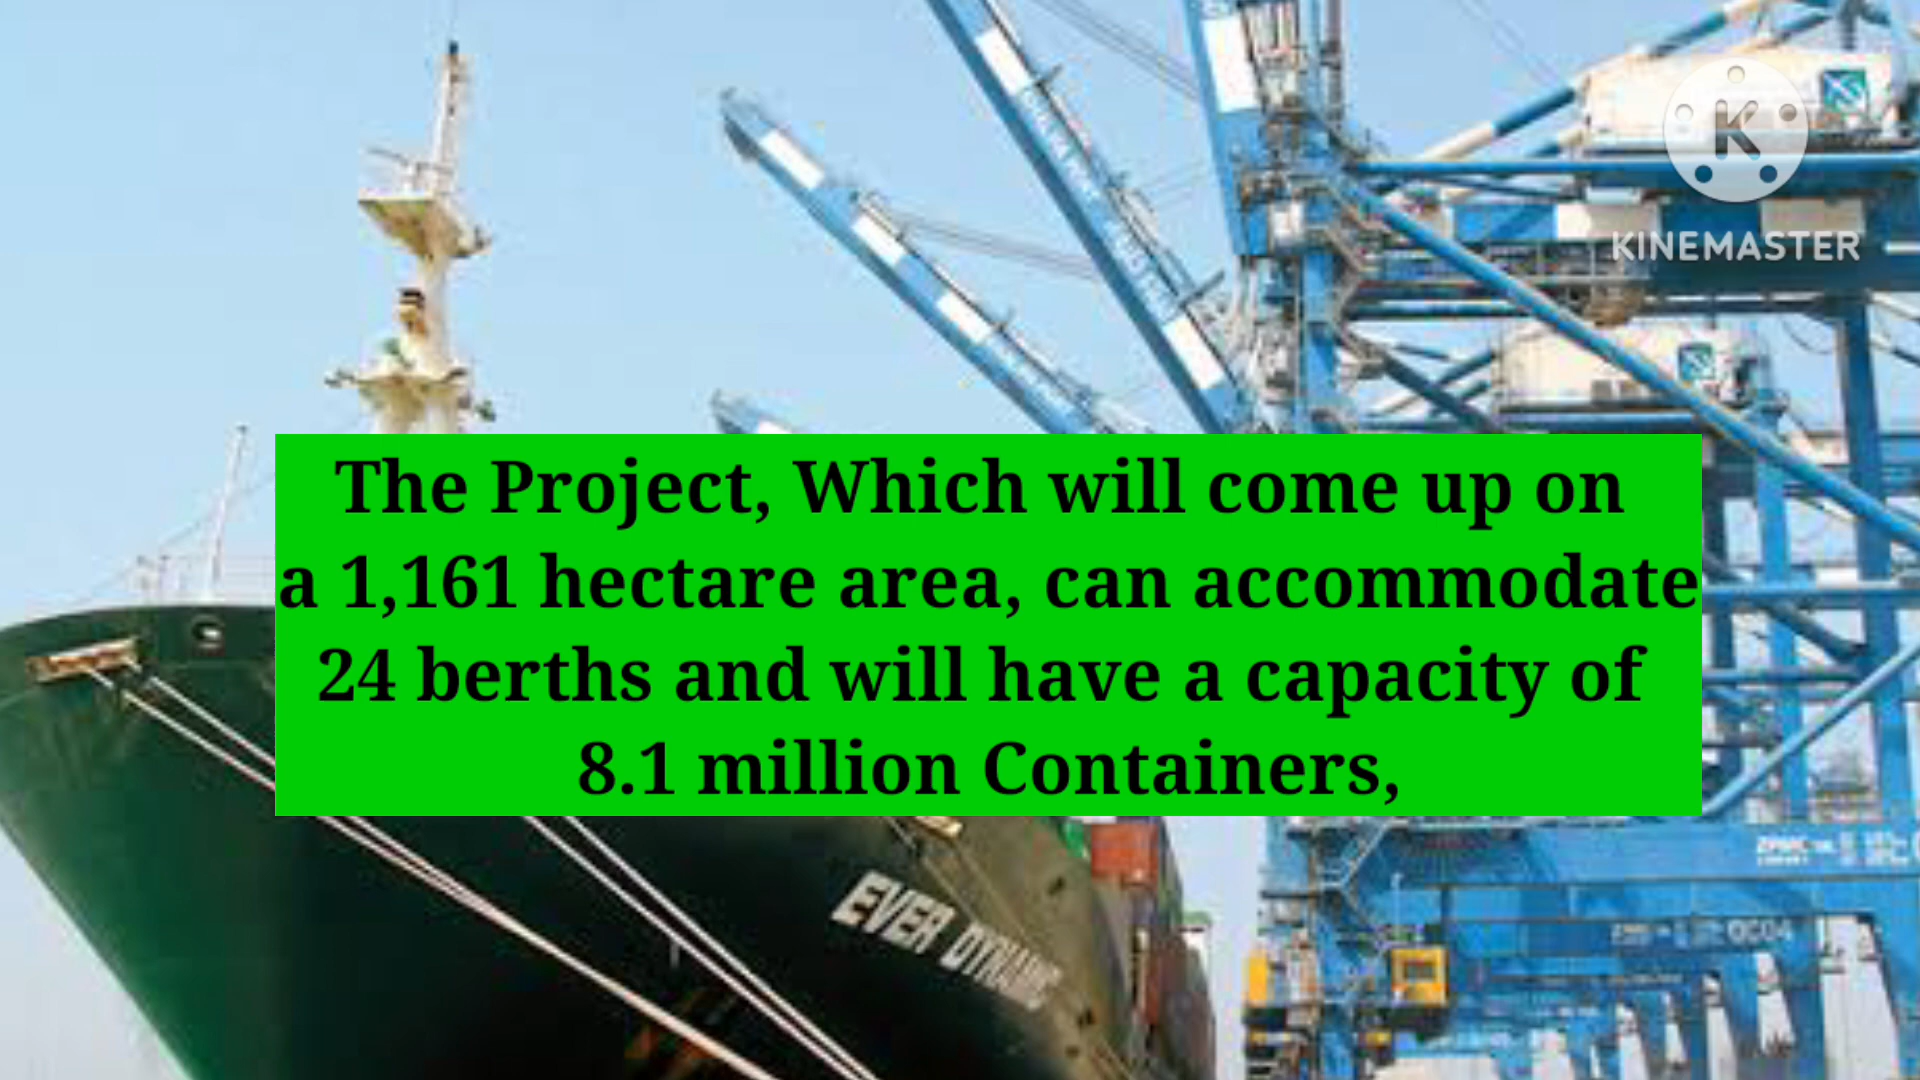 KINEMASTER
The Project, Which will come up on
a 1,161 hectare area, can accommodate
24 berths and will have a capacity of
8.1 million Containers,
EVER DYNAMIC